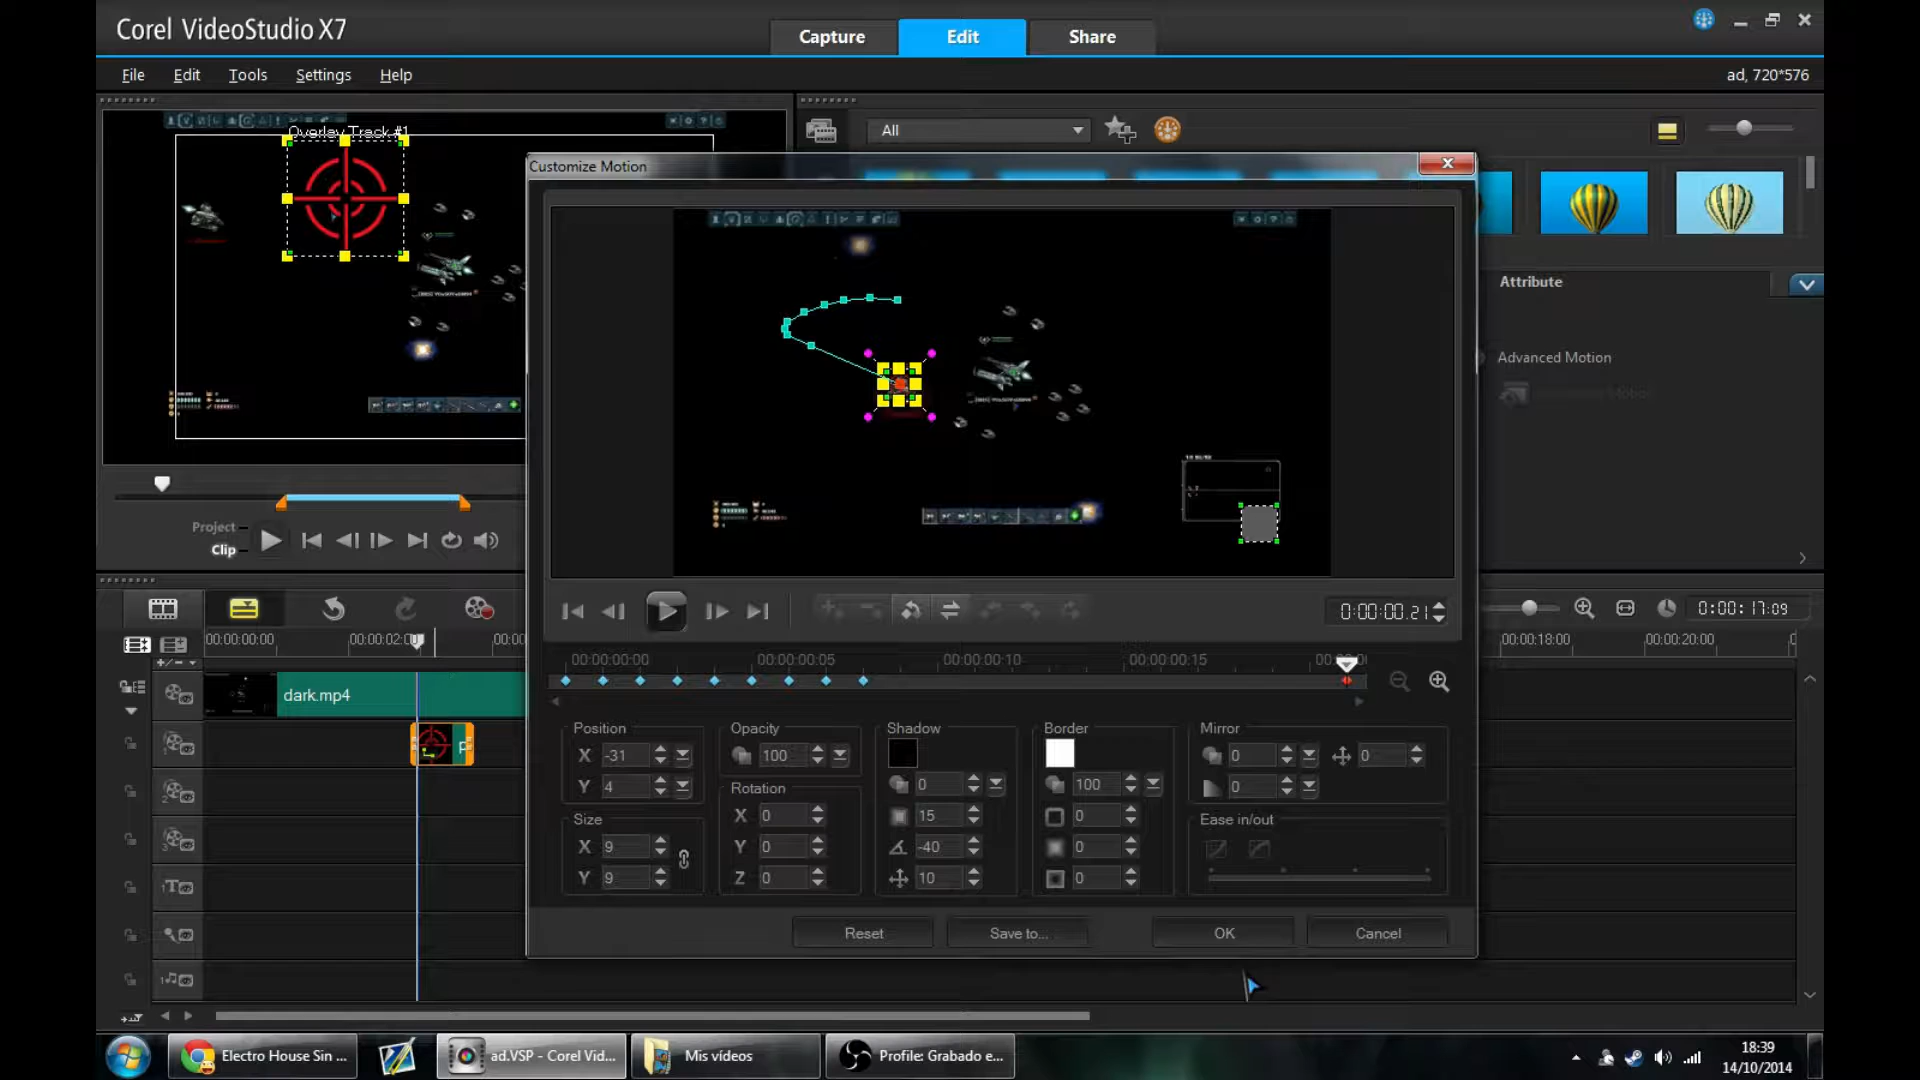 Corel VideoStudio X7
Capture
Edit
Share
File
Edit
Tools
Settings
Help
ad, 720*576
Overlay Track #1
All
Customize Motion
Attribute
Advanced Motion
Project
Clip
0:00:00.21
0:00:17:09
00:00:00:00
00:00:02:00
00:00:18:00
00:00:20:00
00:00:00:00
00:00:00:05
00:00:00:10
00:00:00:15
dark.mp4
Position
X -31
Y 4
Size
X 9
Y 9
Opacity
100
Rotation
X 0
Y 0
Z 0
Shadow
0
15
-40
10
Border
100
0
0
0
Mirror
0
0
0
Ease in/out
Reset
Save to...
OK
Cancel
Electro House Sin ...
ad.VSP - Corel Vid...
Mis vídeos
Profile: Grabado e...
18:39
14/10/2014